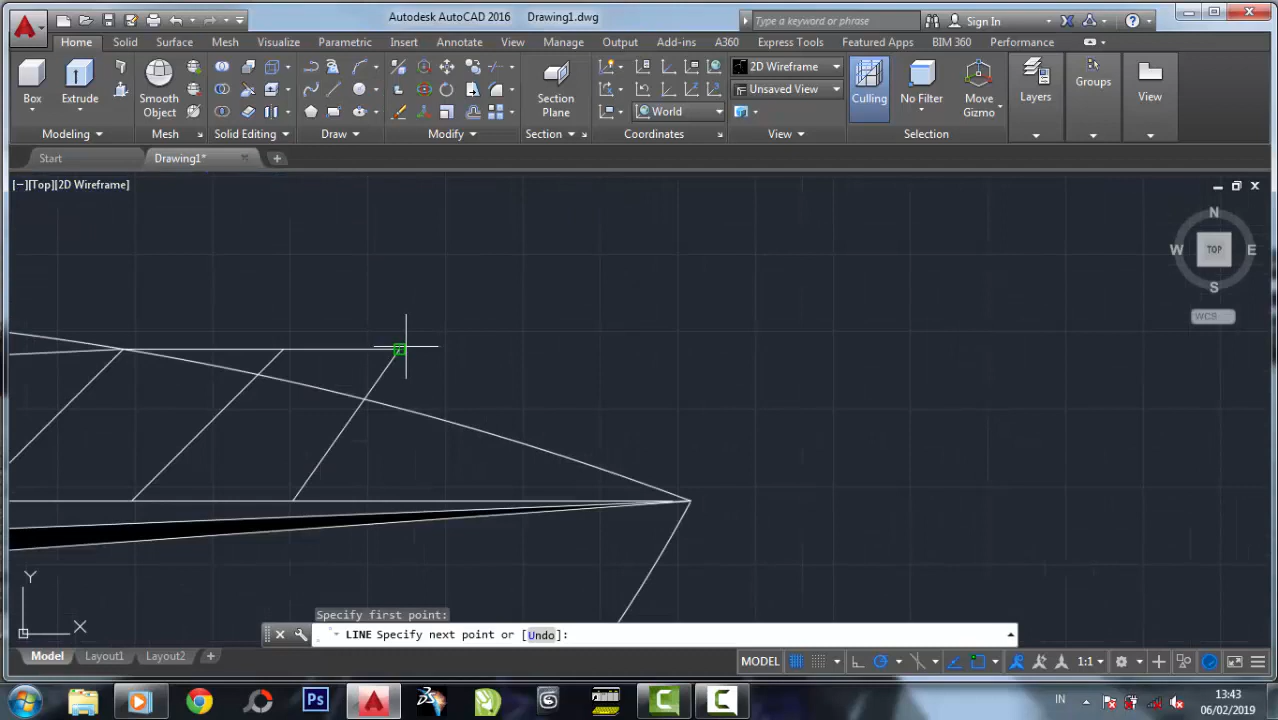 Autodesk AutoCAD 2016 Drawing1.dwg
Type a keyword or phrase
Sign In
Home Solid Surface Mesh Visualize Parametric Insert Annotate View Manage Output Add-ins A360 Express Tools Featured Apps BIM 360 Performance
Box
Extrude
Smooth
Object
Section
Plane
World
2D Wireframe
Unsaved View
Culling
No Filter
Move
Gizmo
Layers
Groups
View
Modeling Mesh Solid Editing Draw Modify Section Coordinates View Selection
Start
Drawing1*
[−][Top][2D Wireframe]
N
W TOP E
S
WCS
Y
X
Specify first point:
LINE Specify next point or [Undo]:
Model Layout1 Layout2
MODEL
1:1
Ps
IN
13:43
06/02/2019